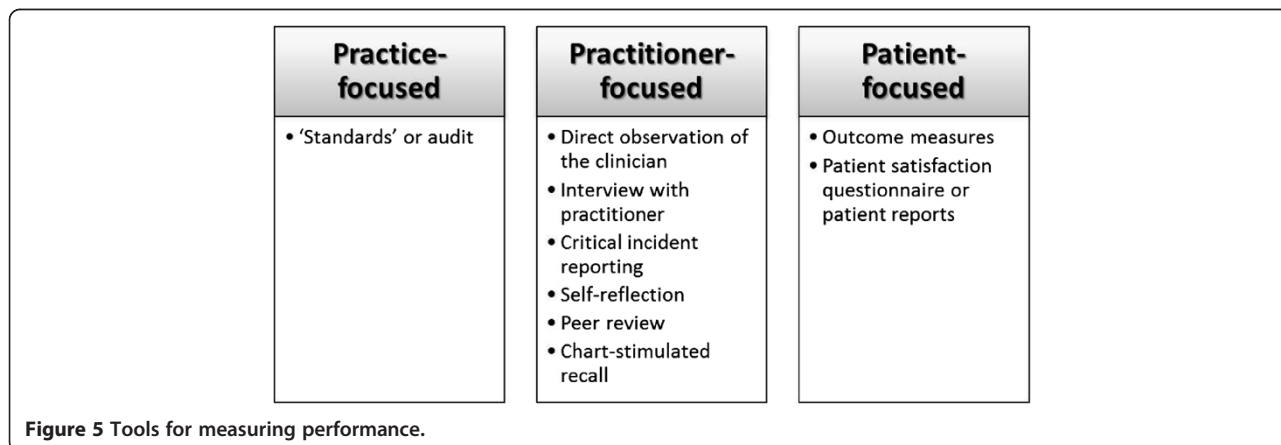 Practice-
focused
• ‘Standards’ or audit
Practitioner-
focused
• Direct observation of
the clinician
• Interview with
practitioner
• Critical incident
reporting
• Self-reflection
• Peer review
• Chart-stimulated
recall
Patient-
focused
• Outcome measures
• Patient satisfaction
questionnaire or
patient reports
Figure 5 Tools for measuring performance.